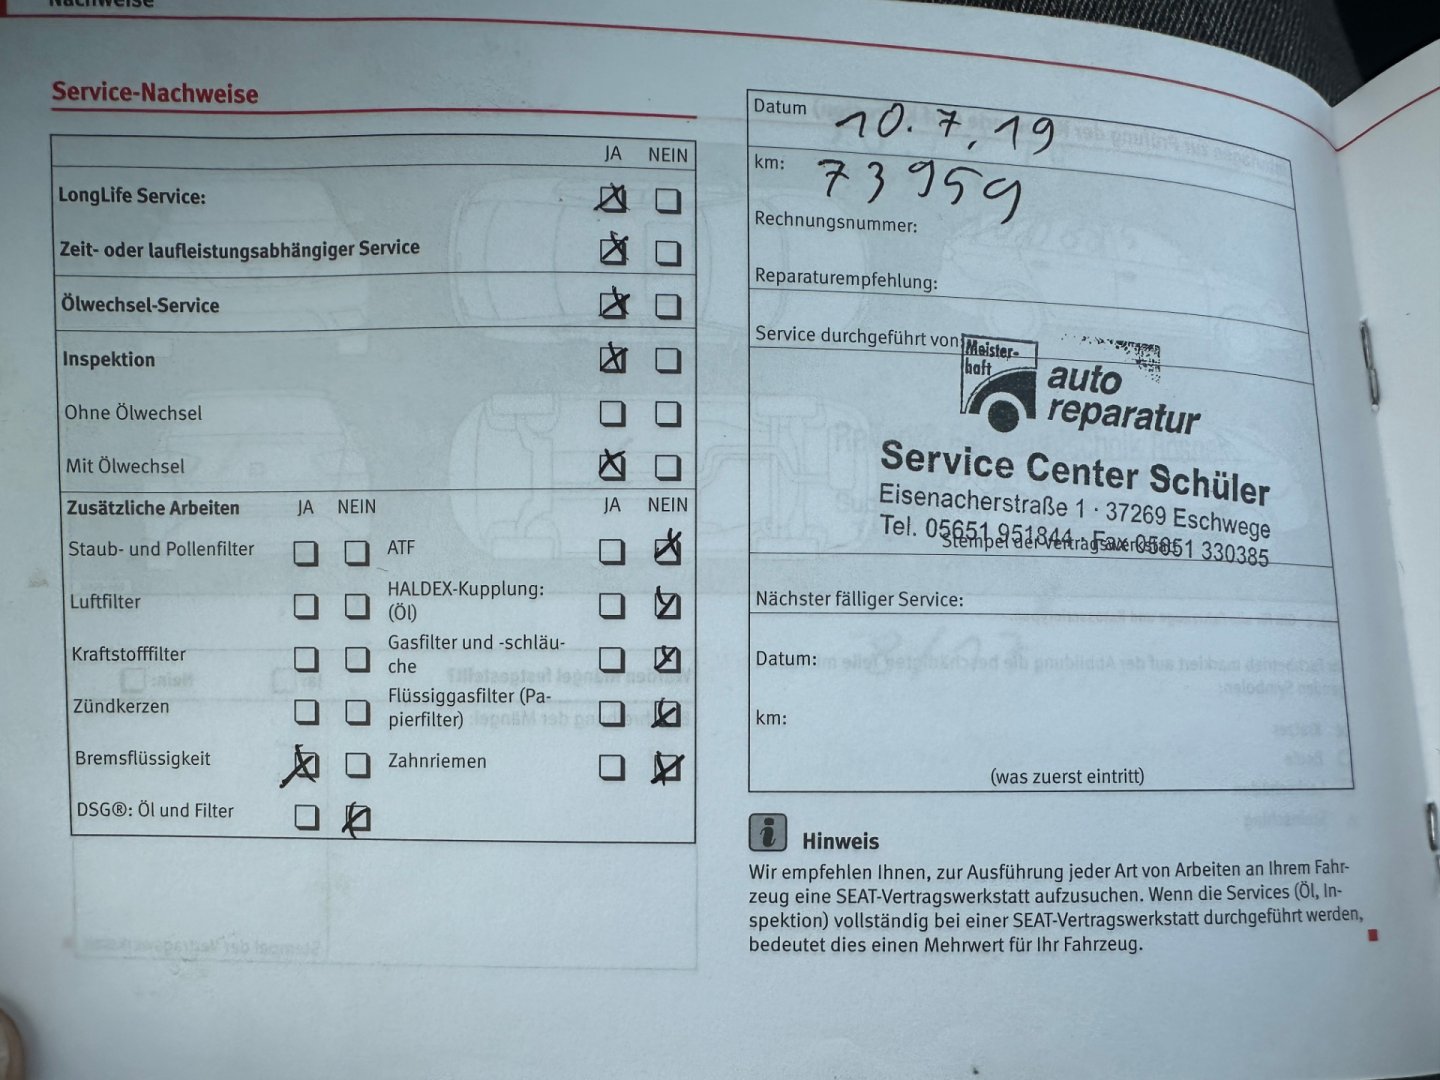 Nachweise
Service-Nachweise
JA NEIN
LongLife Service:
Zeit- oder laufleistungsabhängiger Service
Ölwechsel-Service
Inspektion
Ohne Ölwechsel
Mit Ölwechsel
Zusätzliche Arbeiten JA NEIN JA NEIN
Staub- und Pollenfilter ATF
Luftfilter HALDEX-Kupplung:
(Öl)
Kraftstofffilter Gasfilter und -schläu-
che
Zündkerzen Flüssiggasfilter (Pa-
pierfilter)
Bremsflüssigkeit Zahnriemen
DSG®: Öl und Filter
Datum 10.7.19
km: 73959
Rechnungsnummer:
Reparaturempfehlung:
Service durchgeführt von:
Meister-
haft
auto
reparatur
Service Center Schüler
Eisenacherstraße 1 · 37269 Eschwege
Tel. 05651 951844 · Fax 05651 330385
Stempel der Vertragswerkstatt
Nächster fälliger Service:
Datum:
km:
(was zuerst eintritt)
i Hinweis
Wir empfehlen Ihnen, zur Ausführung jeder Art von Arbeiten an Ihrem Fahr-
zeug eine SEAT-Vertragswerkstatt aufzusuchen. Wenn die Services (Öl, In-
spektion) vollständig bei einer SEAT-Vertragswerkstatt durchgeführt werden,
bedeutet dies einen Mehrwert für Ihr Fahrzeug.